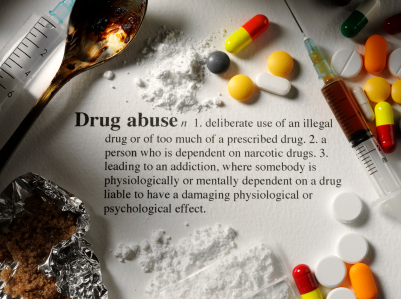 Drug abuse n 1. deliberate use of an illegal
drug or of too much of a prescribed drug. 2. a
person who is dependent on narcotic drugs. 3.
leading to an addiction, where somebody is
physiologically or mentally dependent on a drug
liable to have a damaging physiological or
psychological effect.